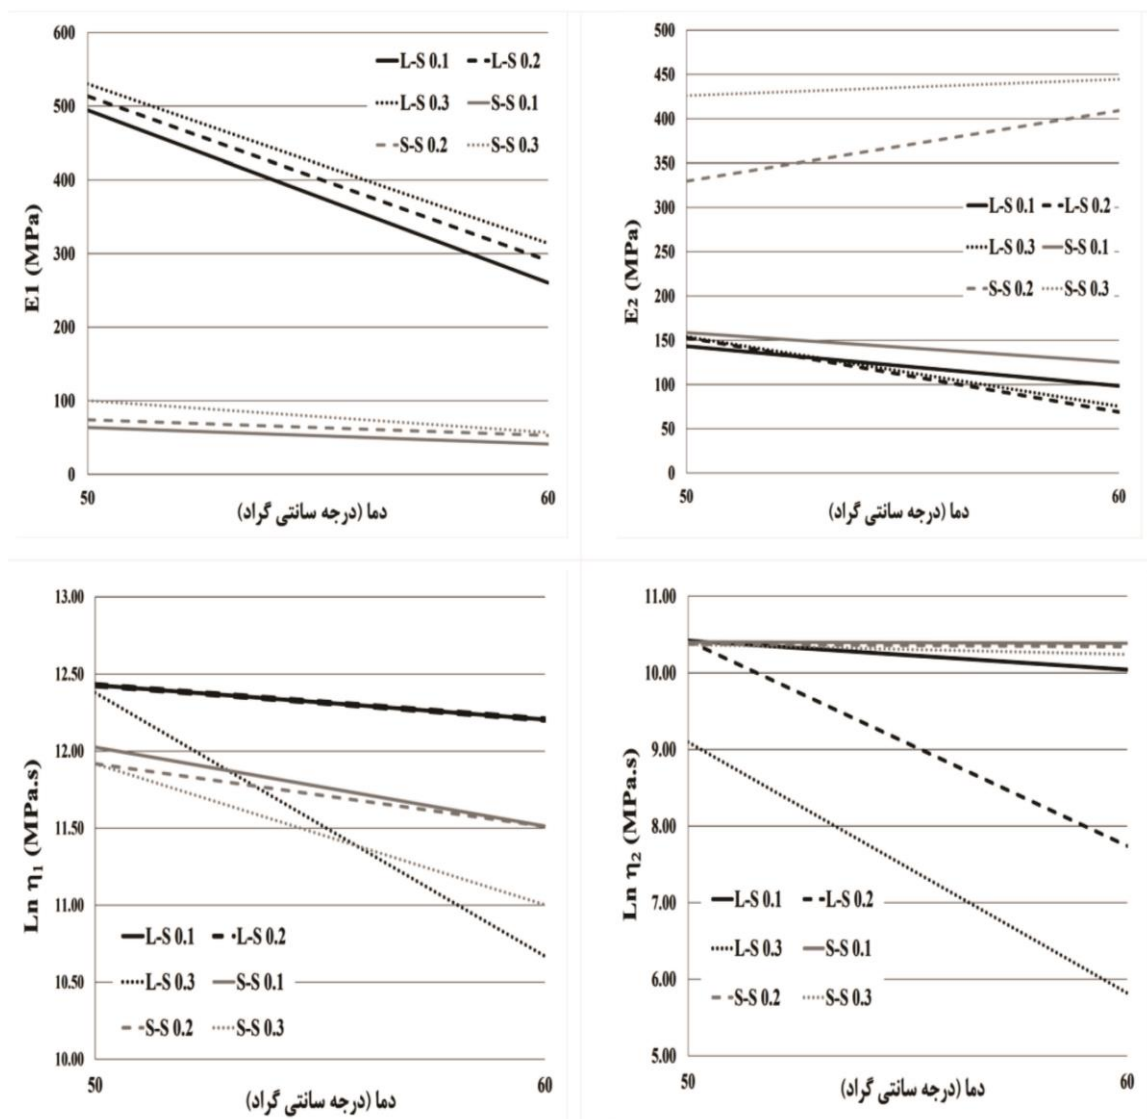 600
500
400
300
200
100
0
E1 (MPa)
L-S 0.1 L-S 0.2
L-S 0.3 S-S 0.1
S-S 0.2 S-S 0.3
50 60
دما (درجه سانتی گراد)
500
450
400
350
300
250
200
150
100
50
0
E₂ (MPa)
L-S 0.1 L-S 0.2
L-S 0.3 S-S 0.1
S-S 0.2 S-S 0.3
50 60
دما (درجه سانتی گراد)
13.00
12.50
12.00
11.50
11.00
10.50
10.00
Ln η₁ (MPa.s)
L-S 0.1 L-S 0.2
L-S 0.3 S-S 0.1
S-S 0.2 S-S 0.3
50 60
دما (درجه سانتی گراد)
11.00
10.00
9.00
8.00
7.00
6.00
5.00
Ln η₂ (MPa.s)
L-S 0.1 L-S 0.2
L-S 0.3 S-S 0.1
S-S 0.2 S-S 0.3
50 60
دما (درجه سانتی گراد)